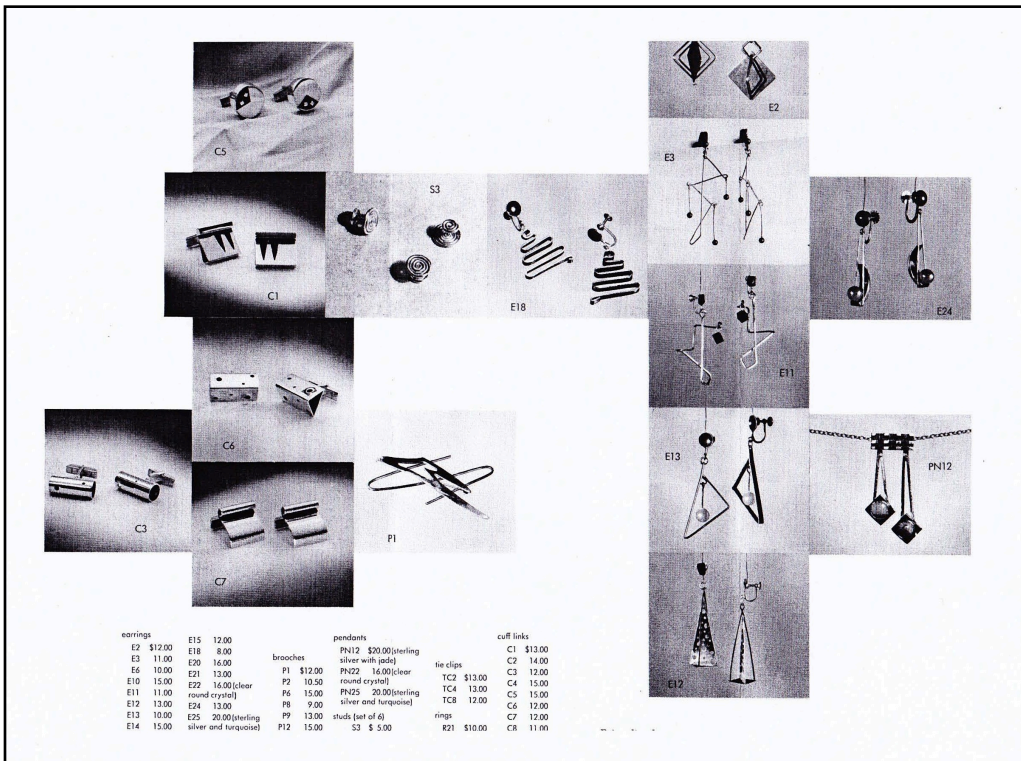 C5
E2
E3
S3
C1
E18
E24
E11
C6
E13
PN12
C3
P1
C7
E12
earrings
E2 $12.00
E3 11.00
E6 10.00
E10 15.00
E11 11.00
E12 13.00
E13 10.00
E14 15.00
E15 12.00
E18 8.00
E20 16.00
E21 13.00
E22 16.00(clear
round crystal)
E24 13.00
E25 20.00(sterling
silver and turquoise)
brooches
P1 $12.00
P2 10.50
P6 15.00
P8 9.00
P9 13.00
P12 15.00
pendants
PN12 $20.00(sterling
silver with jade)
PN22 16.00(clear
round crystal)
PN25 20.00(sterling
silver and turquoise)
studs (set of 6)
S3 $ 5.00
tie clips
TC2 $13.00
TC4 13.00
TC8 12.00
rings
R21 $10.00
cuff links
C1 $13.00
C2 14.00
C3 12.00
C4 15.00
C5 15.00
C6 12.00
C7 12.00
C8 11.00